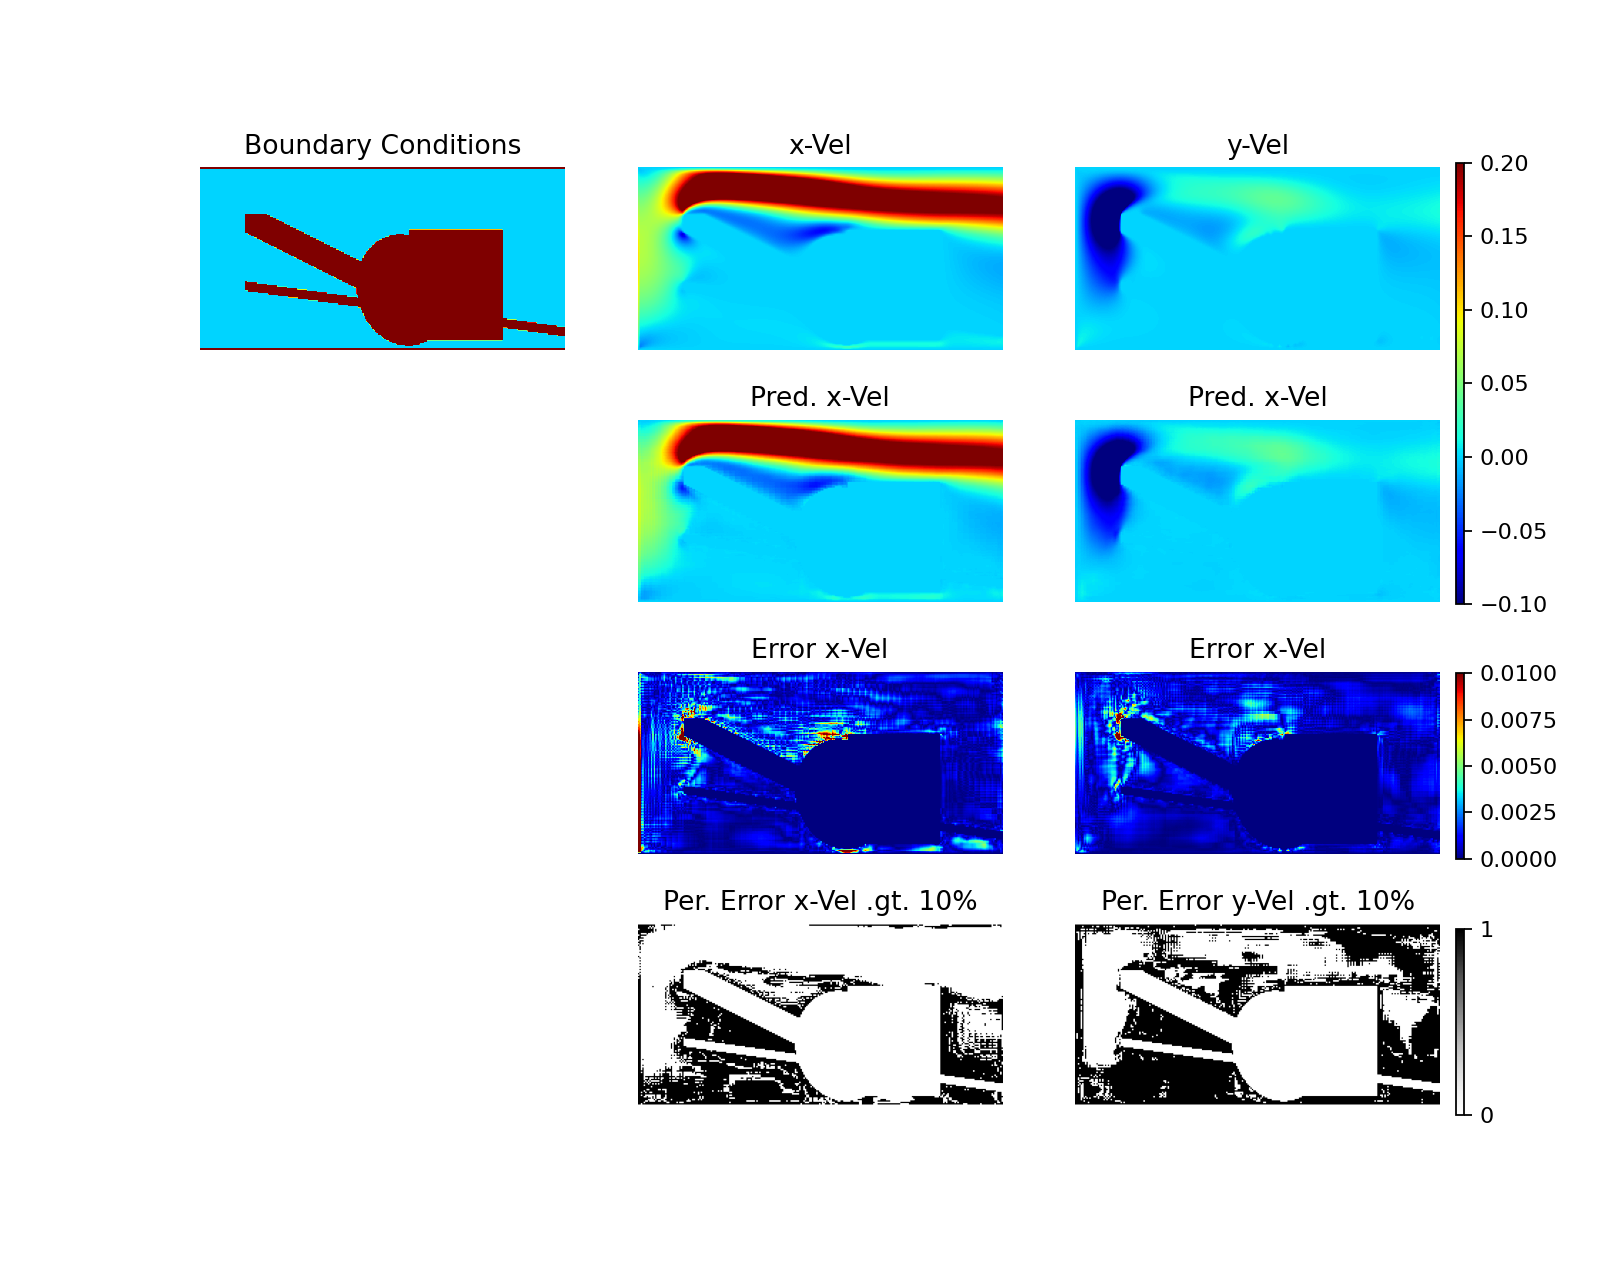 Boundary Conditions
x-Vel
y-Vel
0.20
0.15
0.10
0.05
0.00
−0.05
−0.10
Pred. x-Vel
Pred. x-Vel
Error x-Vel
Error x-Vel
0.0100
0.0075
0.0050
0.0025
0.0000
Per. Error x-Vel .gt. 10%
Per. Error y-Vel .gt. 10%
1
0